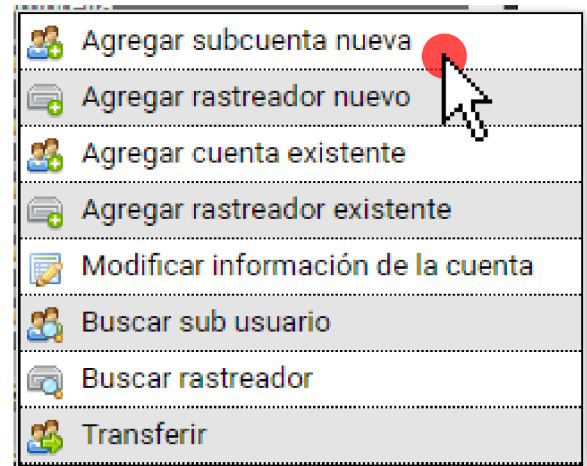 Agregar subcuenta nueva
Agregar rastreador nuevo
Agregar cuenta existente
Agregar rastreador existente
Modificar información de la cuenta
Buscar sub usuario
Buscar rastreador
Transferir